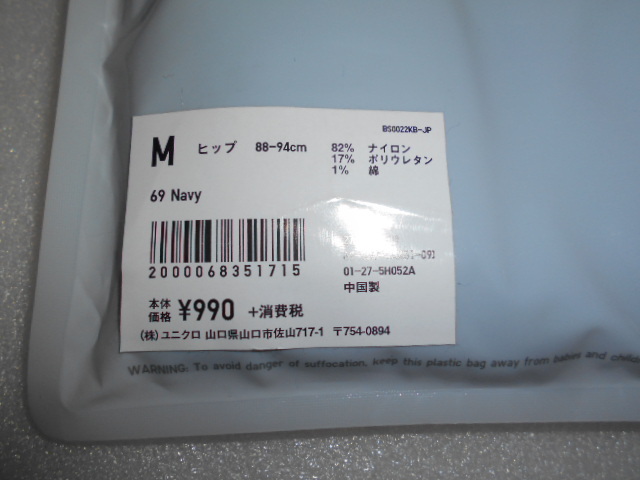 BS0022KB-JP
M ヒップ 88-94cm 82% ナイロン
17% ポリウレタン
1% 綿
69 Navy
2000068351715
01-27-5H052A
中国製
本体価格 ¥990 +消費税
(株)ユニクロ 山口県山口市佐山717-1 〒754-0894
WARNING: To avoid danger of suffocation, keep this plastic bag away from babies and